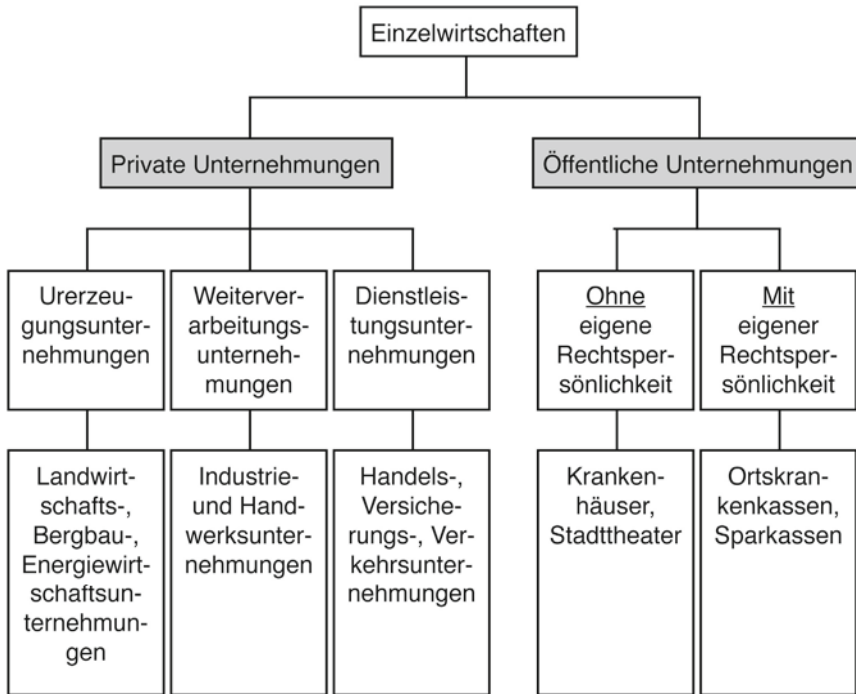 Einzelwirtschaften
Private Unternehmungen
Öffentliche Unternehmungen
Urerzeu-
gungsunter-
nehmungen
Weiterver-
arbeitungs-
unterneh-
mungen
Dienstleis-
tungsunter-
nehmungen
Ohne
eigene
Rechtsper-
sönlichkeit
Mit
eigener
Rechtsper-
sönlichkeit
Landwirt-
schafts-,
Bergbau-,
Energiewirt-
schaftsun-
ternehmun-
gen
Industrie-
und Hand-
werksunter-
nehmungen
Handels-,
Versiche-
rungs-, Ver-
kehrsunter-
nehmungen
Kranken-
häuser,
Stadttheater
Ortskran-
kenkassen,
Sparkassen